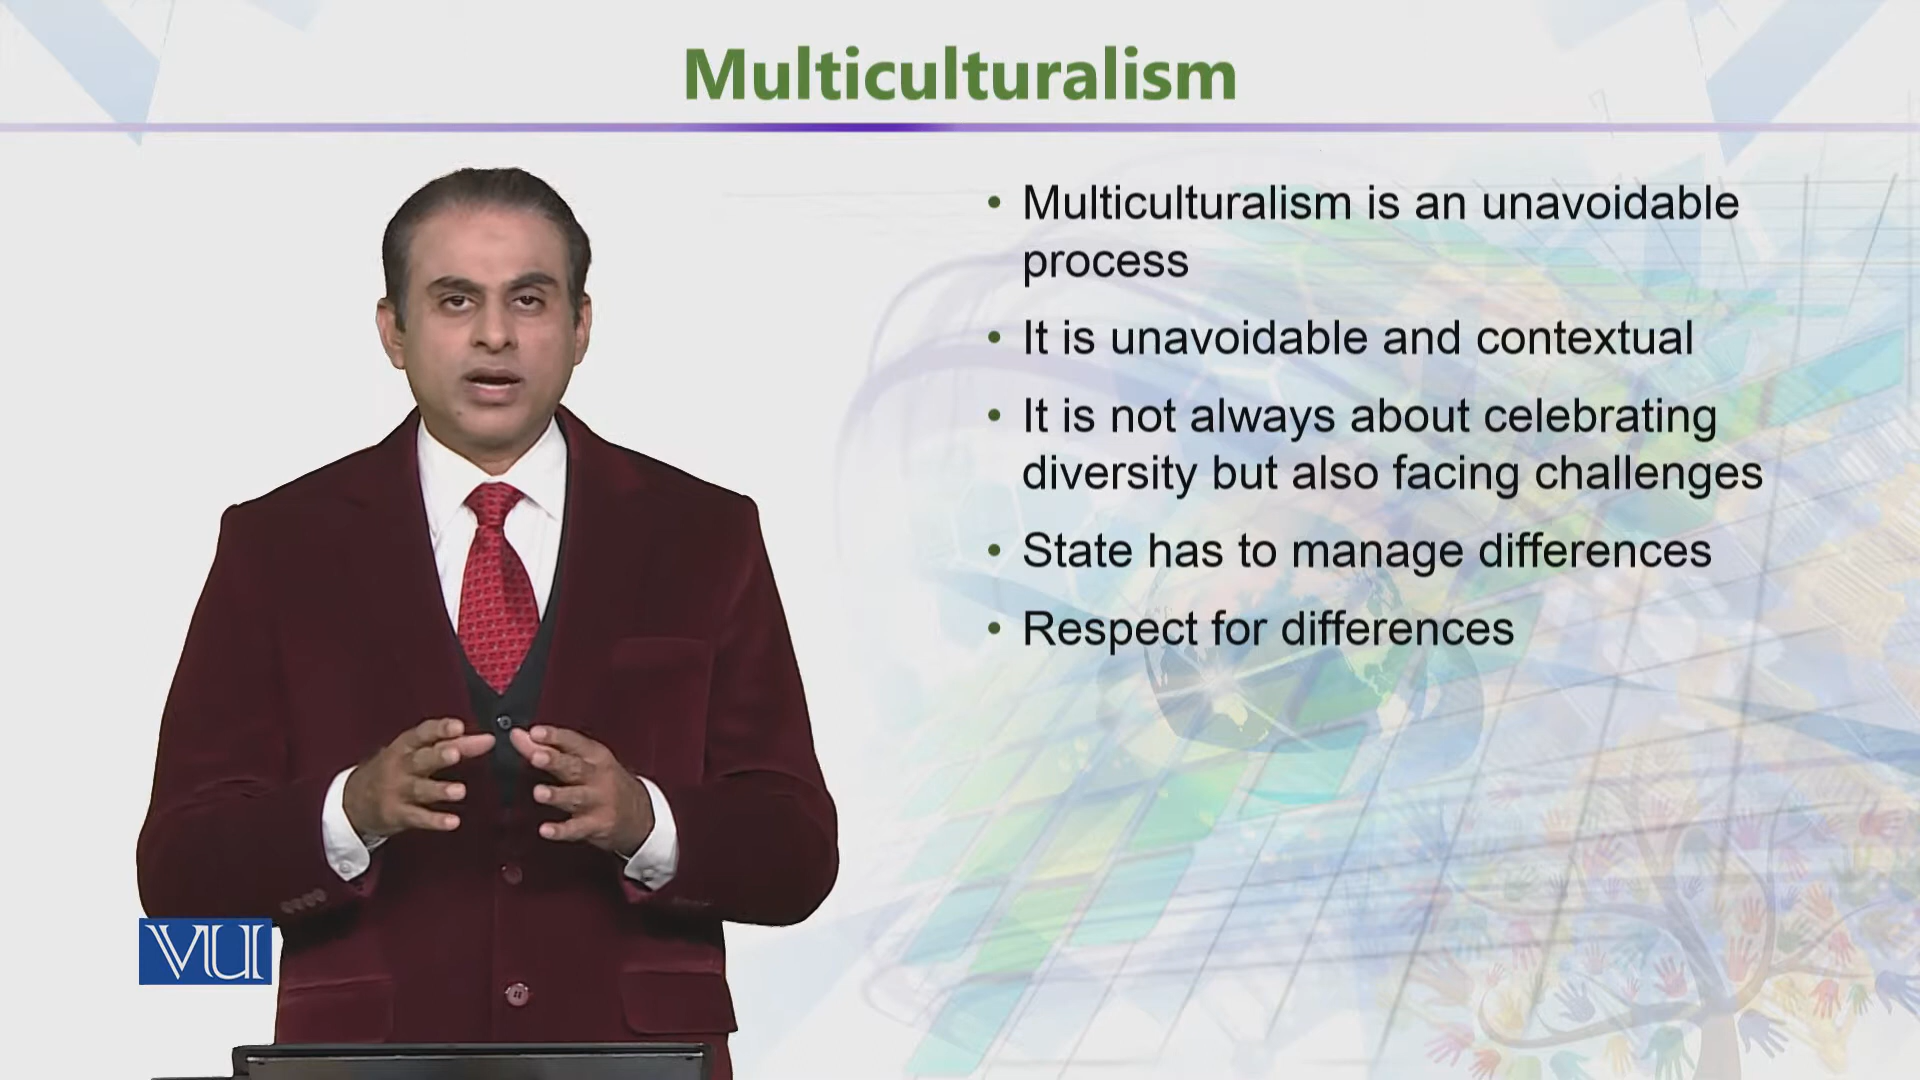 Multiculturalism
• Multiculturalism is an unavoidable
process
• It is unavoidable and contextual
• It is not always about celebrating
diversity but also facing challenges
• State has to manage differences
• Respect for differences
VU